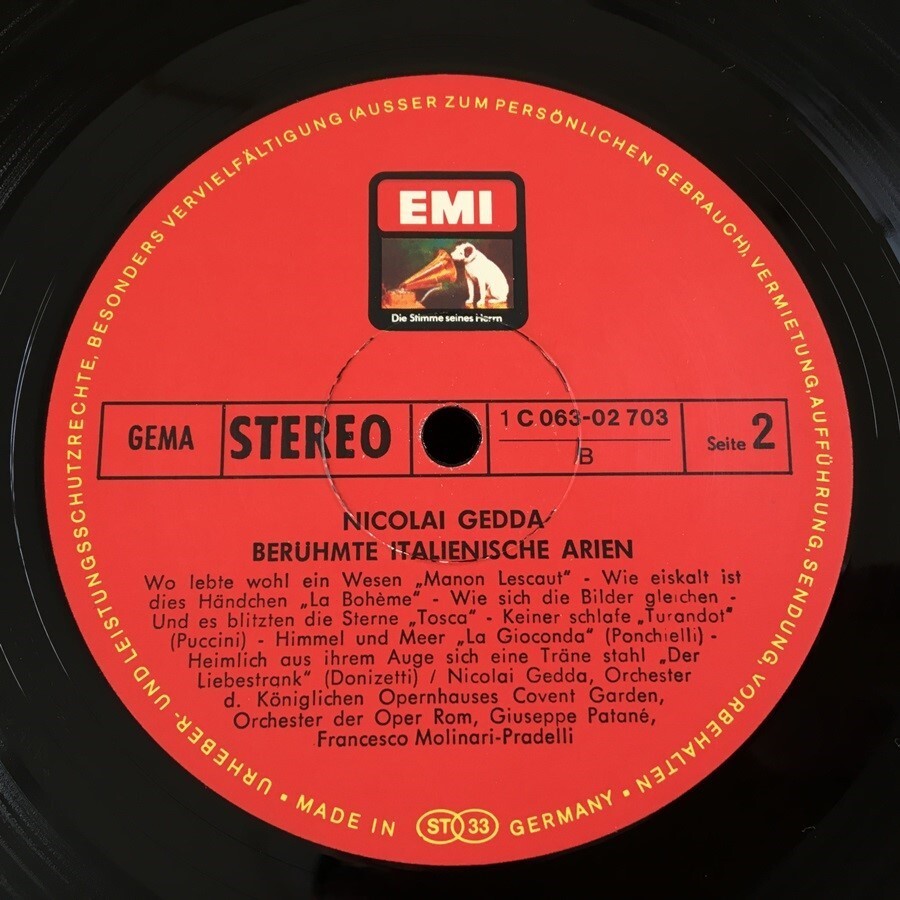 URHEBER- UND LEISTUNGSSCHUTZRECHTE, BESONDERS VERVIELFÄLTIGUNG (AUSSER ZUM PERSÖNLICHEN GEBRAUCH), VERMIETUNG, AUFFÜHRUNG, SENDUNG, VORBEHALTEN •
EMI
Die Stimme seines Herrn
GEMA
STEREO
1 C 063-02 703
B
Seite 2
NICOLAI GEDDA
BERÜHMTE ITALIENISCHE ARIEN
Wo lebte wohl ein Wesen „Manon Lescaut" - Wie eiskalt ist
dies Händchen „La Bohème" - Wie sich die Bilder gleichen -
Und es blitzten die Sterne „Tosca" - Keiner schlafe „Turandot"
(Puccini) - Himmel und Meer „La Gioconda" (Ponchielli) -
Heimlich aus ihrem Auge sich eine Träne stahl „Der
Liebestrank" (Donizetti) / Nicolai Gedda, Orchester
d. Königlichen Opernhauses Covent Garden,
Orchester der Oper Rom, Giuseppe Patané,
Francesco Molinari-Pradelli
• MADE IN ST 33 GERMANY •